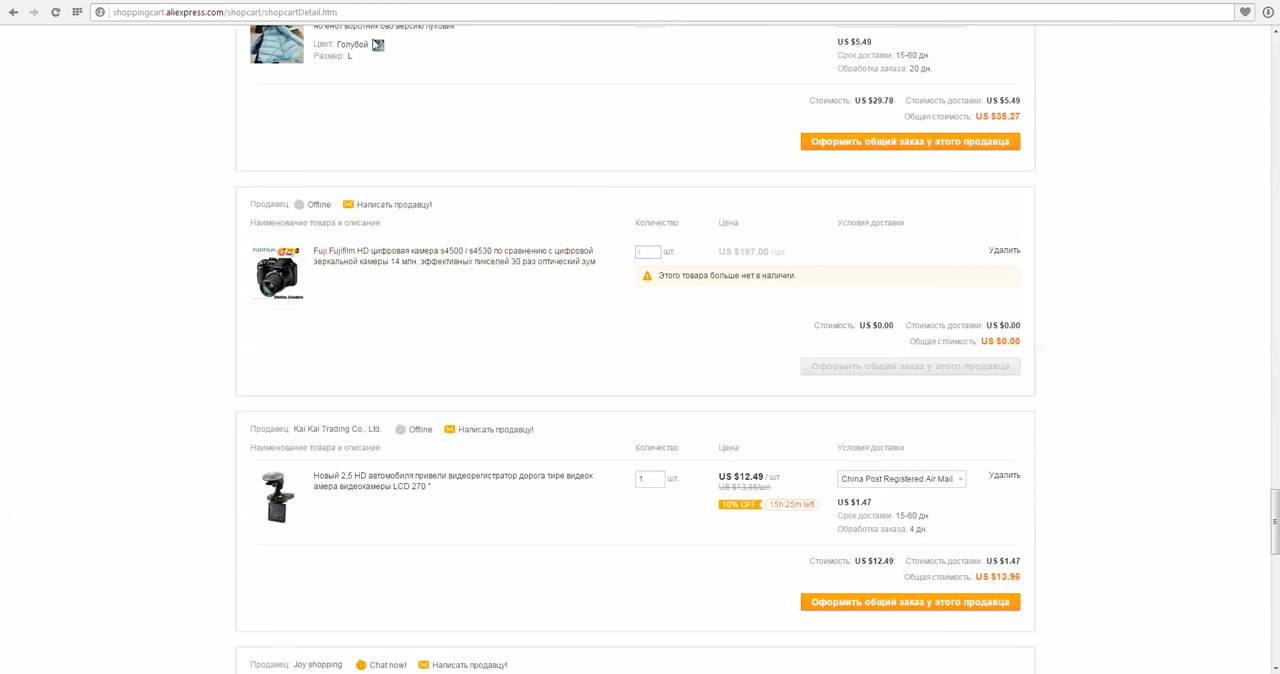 shoppingcart.aliexpress.com/shopcart/shopcartDetail.htm
но енот воротник ово версию пуховик
Цвет: Голубой
Размер: L
US $5.49
Срок доставки: 15-60 дн.
Обработка заказа: 20 дн.
Стоимость: US $29.78 Стоимость доставки: US $5.49
Общая стоимость: US $35.27
Оформить общий заказ у этого продавца
Продавец: Offline Написать продавцу!
Наименование товара и описание Количество Цена Условия доставки
FUJIFILM
Fuji Fujifilm HD цифровая камера s4500 / s4530 по сравнению с цифровой
зеркальной камеры 14 млн. эффективных пикселей 30 раз оптический зум
DIGITAL CAMERAS
1 шт. US $197.00 / шт. Удалить
Этого товара больше нет в наличии.
Стоимость: US $0.00 Стоимость доставки: US $0.00
Общая стоимость: US $0.00
Оформить общий заказ у этого продавца
Продавец: Kai Kai Trading Co., Ltd. Offline Написать продавцу!
Наименование товара и описание Количество Цена Условия доставки
Новый 2,5 HD автомобиля привели видеорегистратор дорога тире видеок
амера видеокамеры LCD 270 °
1 шт. US $12.49 / шт. China Post Registered Air Mail Удалить
US $13.88/шт.
10% OFF 15h:25m left
US $1.47
Срок доставки: 15-60 дн.
Обработка заказа: 4 дн.
Стоимость: US $12.49 Стоимость доставки: US $1.47
Общая стоимость: US $13.96
Оформить общий заказ у этого продавца
Продавец: Joy shopping Chat now! Написать продавцу!